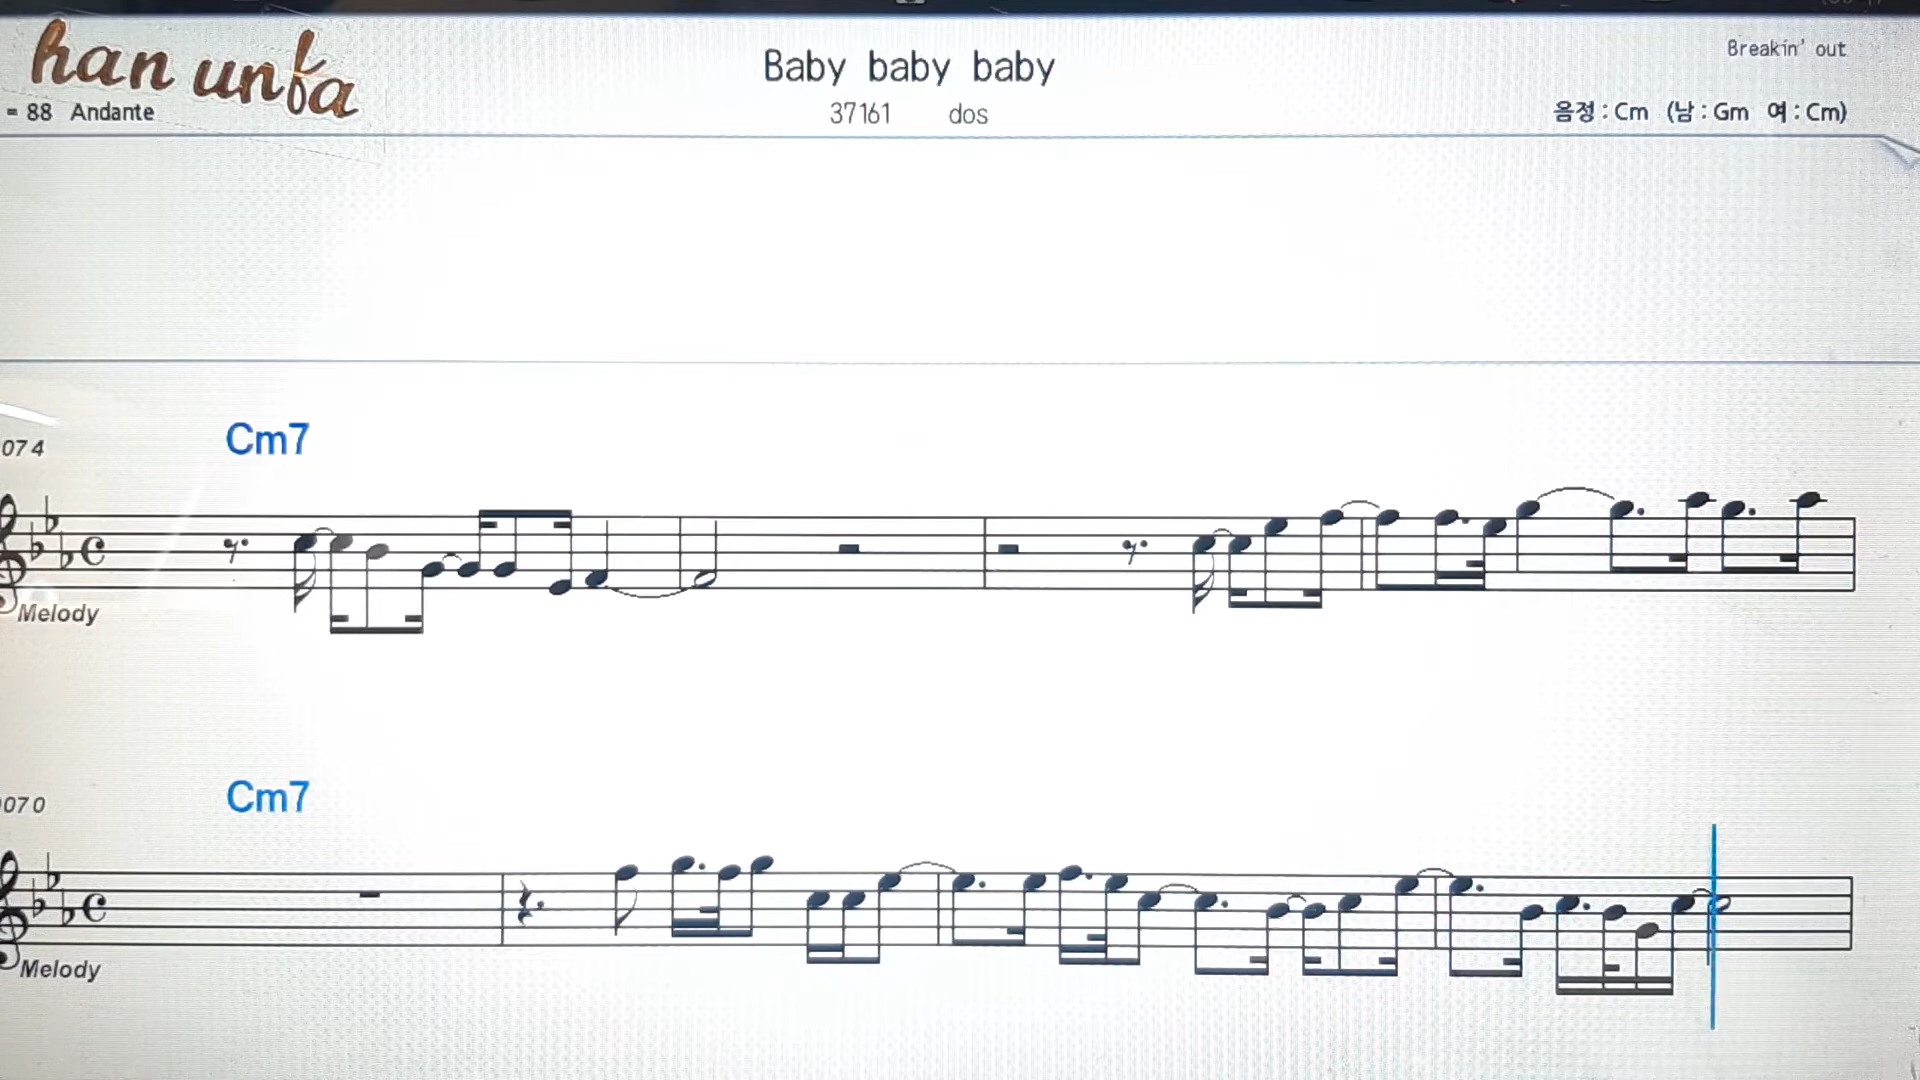 han unfa
Baby baby baby
Breakin' out
= 88 Andante
37161 dos
음정 : Cm (남 : Gm 여 : Cm)
Cm7
074
Melody
Cm7
070
Melody